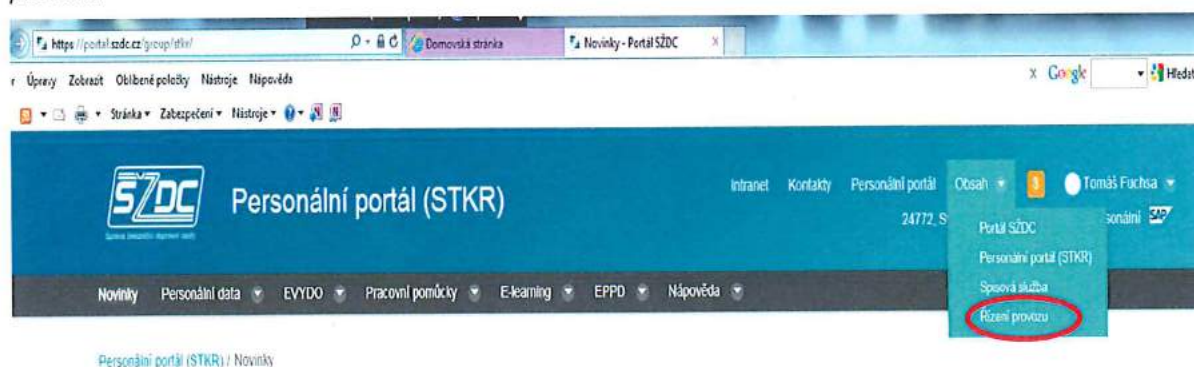 https://portal.szdc.cz/group/stkr/
Domovská stránka
Novinky - Portál SŽDC
x
Úpravy Zobrazit Oblíbené položky Nástroje Nápověda
x Google
Hledat
Stránka Zabezpečení Nástroje
SŽDC
Personální portál (STKR)
Intranet Kontakty Personální portál Obsah Tomáš Fuchsa
24772, S
sonální SAP
Portál SŽDC
Personální portál (STKR)
Spisová služba
Řízení provozu
Novinky Personální data EVYDO Pracovní pomůcky E-learning EPPD Nápověda
Personální portál (STKR) / Novinky